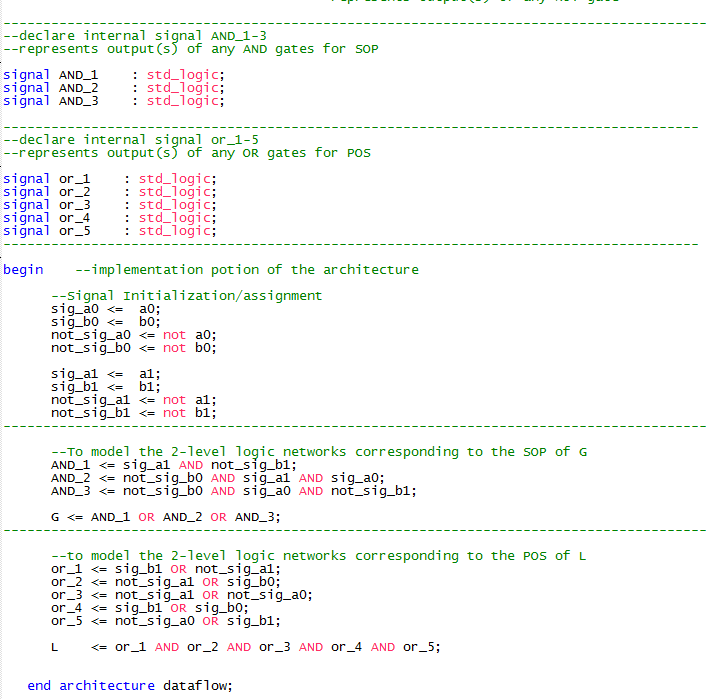 ---------------------------------------------------------------------------------------
--declare internal signal AND_1-3
--represents output(s) of any AND gates for SOP
signal AND_1    : std_logic;
signal AND_2    : std_logic;
signal AND_3    : std_logic;
---------------------------------------------------------------------------------------
--declare internal signal or_1-5
--represents output(s) of any OR gates for POS
signal or_1    : std_logic;
signal or_2    : std_logic;
signal or_3    : std_logic;
signal or_4    : std_logic;
signal or_5    : std_logic;
---------------------------------------------------------------------------------------
begin    --implementation potion of the architecture
--Signal Initialization/assignment
sig_a0 <=  a0;
sig_b0 <=  b0;
not_sig_a0 <= not a0;
not_sig_b0 <= not b0;
sig_a1 <=  a1;
sig_b1 <=  b1;
not_sig_a1 <= not a1;
not_sig_b1 <= not b1;
---------------------------------------------------------------------------------------
--To model the 2-level logic networks corresponding to the SOP of G
AND_1 <= sig_a1 AND not_sig_b1;
AND_2 <= not_sig_b0 AND sig_a1 AND sig_a0;
AND_3 <= not_sig_b0 AND sig_a0 AND not_sig_b1;
G <= AND_1 OR AND_2 OR AND_3;
---------------------------------------------------------------------------------------
--to model the 2-level logic networks corresponding to the POS of L
or_1 <= sig_b1 OR not_sig_a1;
or_2 <= not_sig_a1 OR sig_b0;
or_3 <= not_sig_a1 OR not_sig_a0;
or_4 <= sig_b1 OR sig_b0;
or_5 <= not_sig_a0 OR sig_b1;
L    <= or_1 AND or_2 AND or_3 AND or_4 AND or_5;
end architecture dataflow;